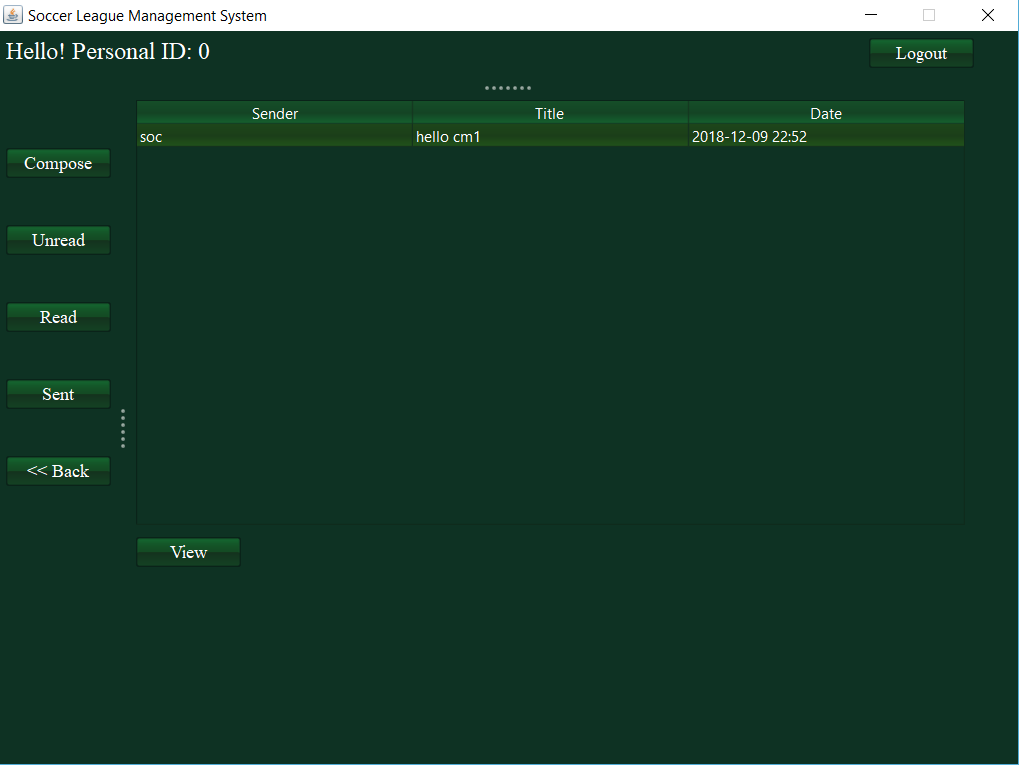 Soccer League Management System
Hello! Personal ID: 0
Logout
Sender Title Date
soc hello cm1 2018-12-09 22:52
Compose
Unread
Read
Sent
<< Back
View